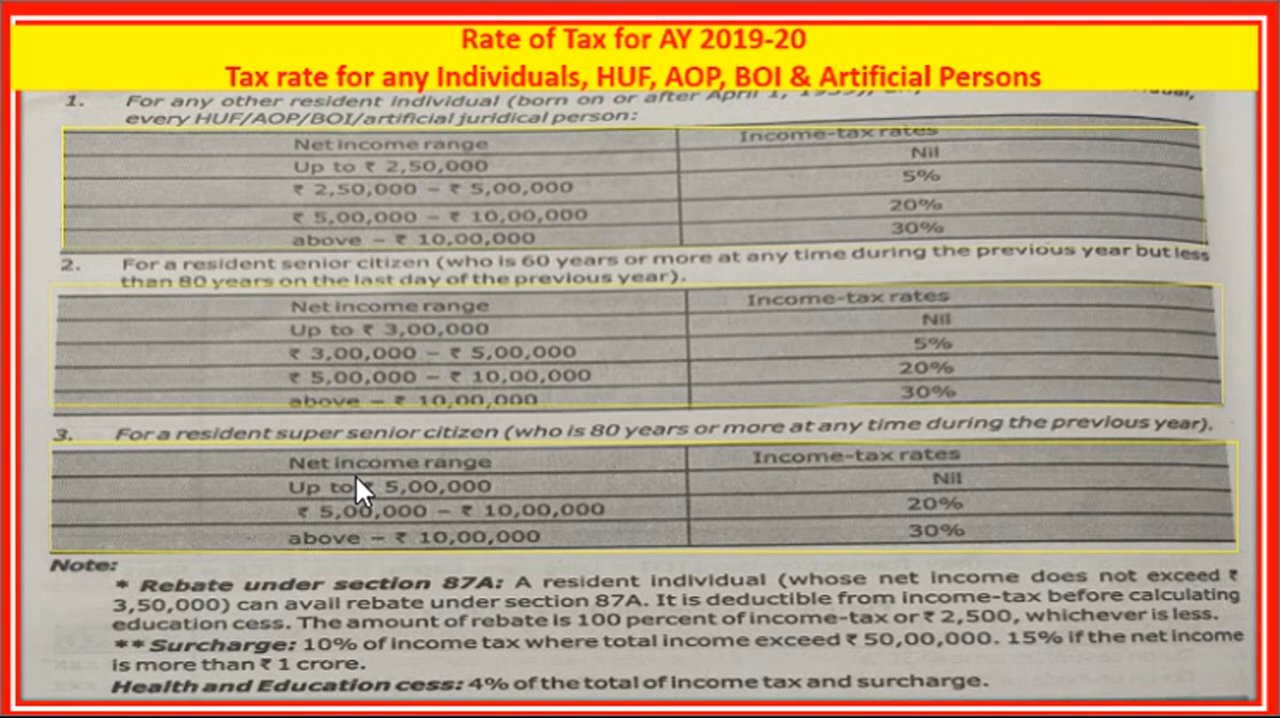 Rate of Tax for AY 2019-20
Tax rate for any Individuals, HUF, AOP, BOI & Artificial Persons
1. For any other resident individual (born on or after April 1,
every HUF/AOP/BOI/artificial juridical person:
Net income range Income-tax rates
Up to ₹ 2,50,000 Nil
₹ 2,50,000 – ₹ 5,00,000 5%
₹ 5,00,000 – ₹ 10,00,000 20%
above – ₹ 10,00,000 30%
2. For a resident senior citizen (who is 60 years or more at any time during the previous year but less
than 80 years on the last day of the previous year).
Net income range Income-tax rates
Up to ₹ 3,00,000 Nil
₹ 3,00,000 – ₹ 5,00,000 5%
₹ 5,00,000 – ₹ 10,00,000 20%
above – ₹ 10,00,000 30%
3. For a resident super senior citizen (who is 80 years or more at any time during the previous year).
Net income range Income-tax rates
Up to ₹ 5,00,000 Nil
₹ 5,00,000 – ₹ 10,00,000 20%
above – ₹ 10,00,000 30%
Note:
* Rebate under section 87A: A resident individual (whose net income does not exceed ₹
3,50,000) can avail rebate under section 87A. It is deductible from income-tax before calculating
education cess. The amount of rebate is 100 percent of income-tax or ₹ 2,500, whichever is less.
** Surcharge: 10% of income tax where total income exceed ₹ 50,00,000. 15% if the net income
is more than ₹ 1 crore.
Health and Education cess: 4% of the total of income tax and surcharge.